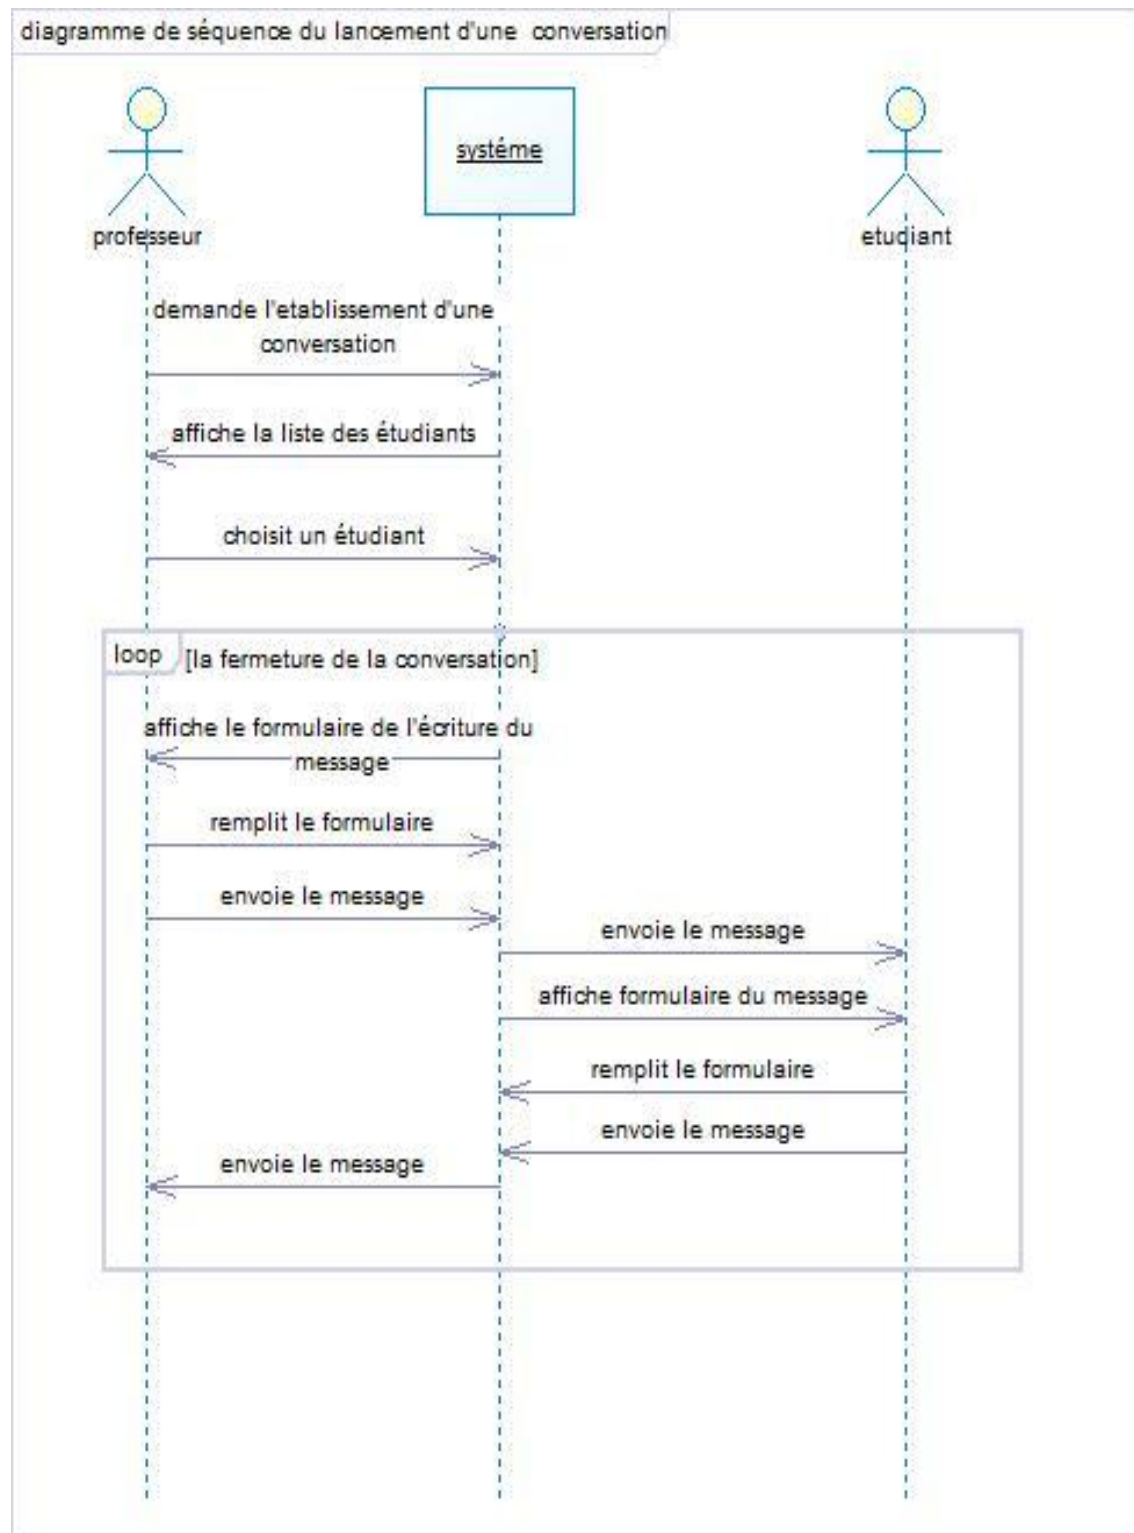 diagramme de séquence du lancement d'une conversation
systéme
professeur
etudiant
demande l'etablissement d'une
conversation
affiche la liste des étudiants
choisit un étudiant
loop
[la fermeture de la conversation]
affiche le formulaire de l'écriture du
message
remplit le formulaire
envoie le message
envoie le message
affiche formulaire du message
remplit le formulaire
envoie le message
envoie le message